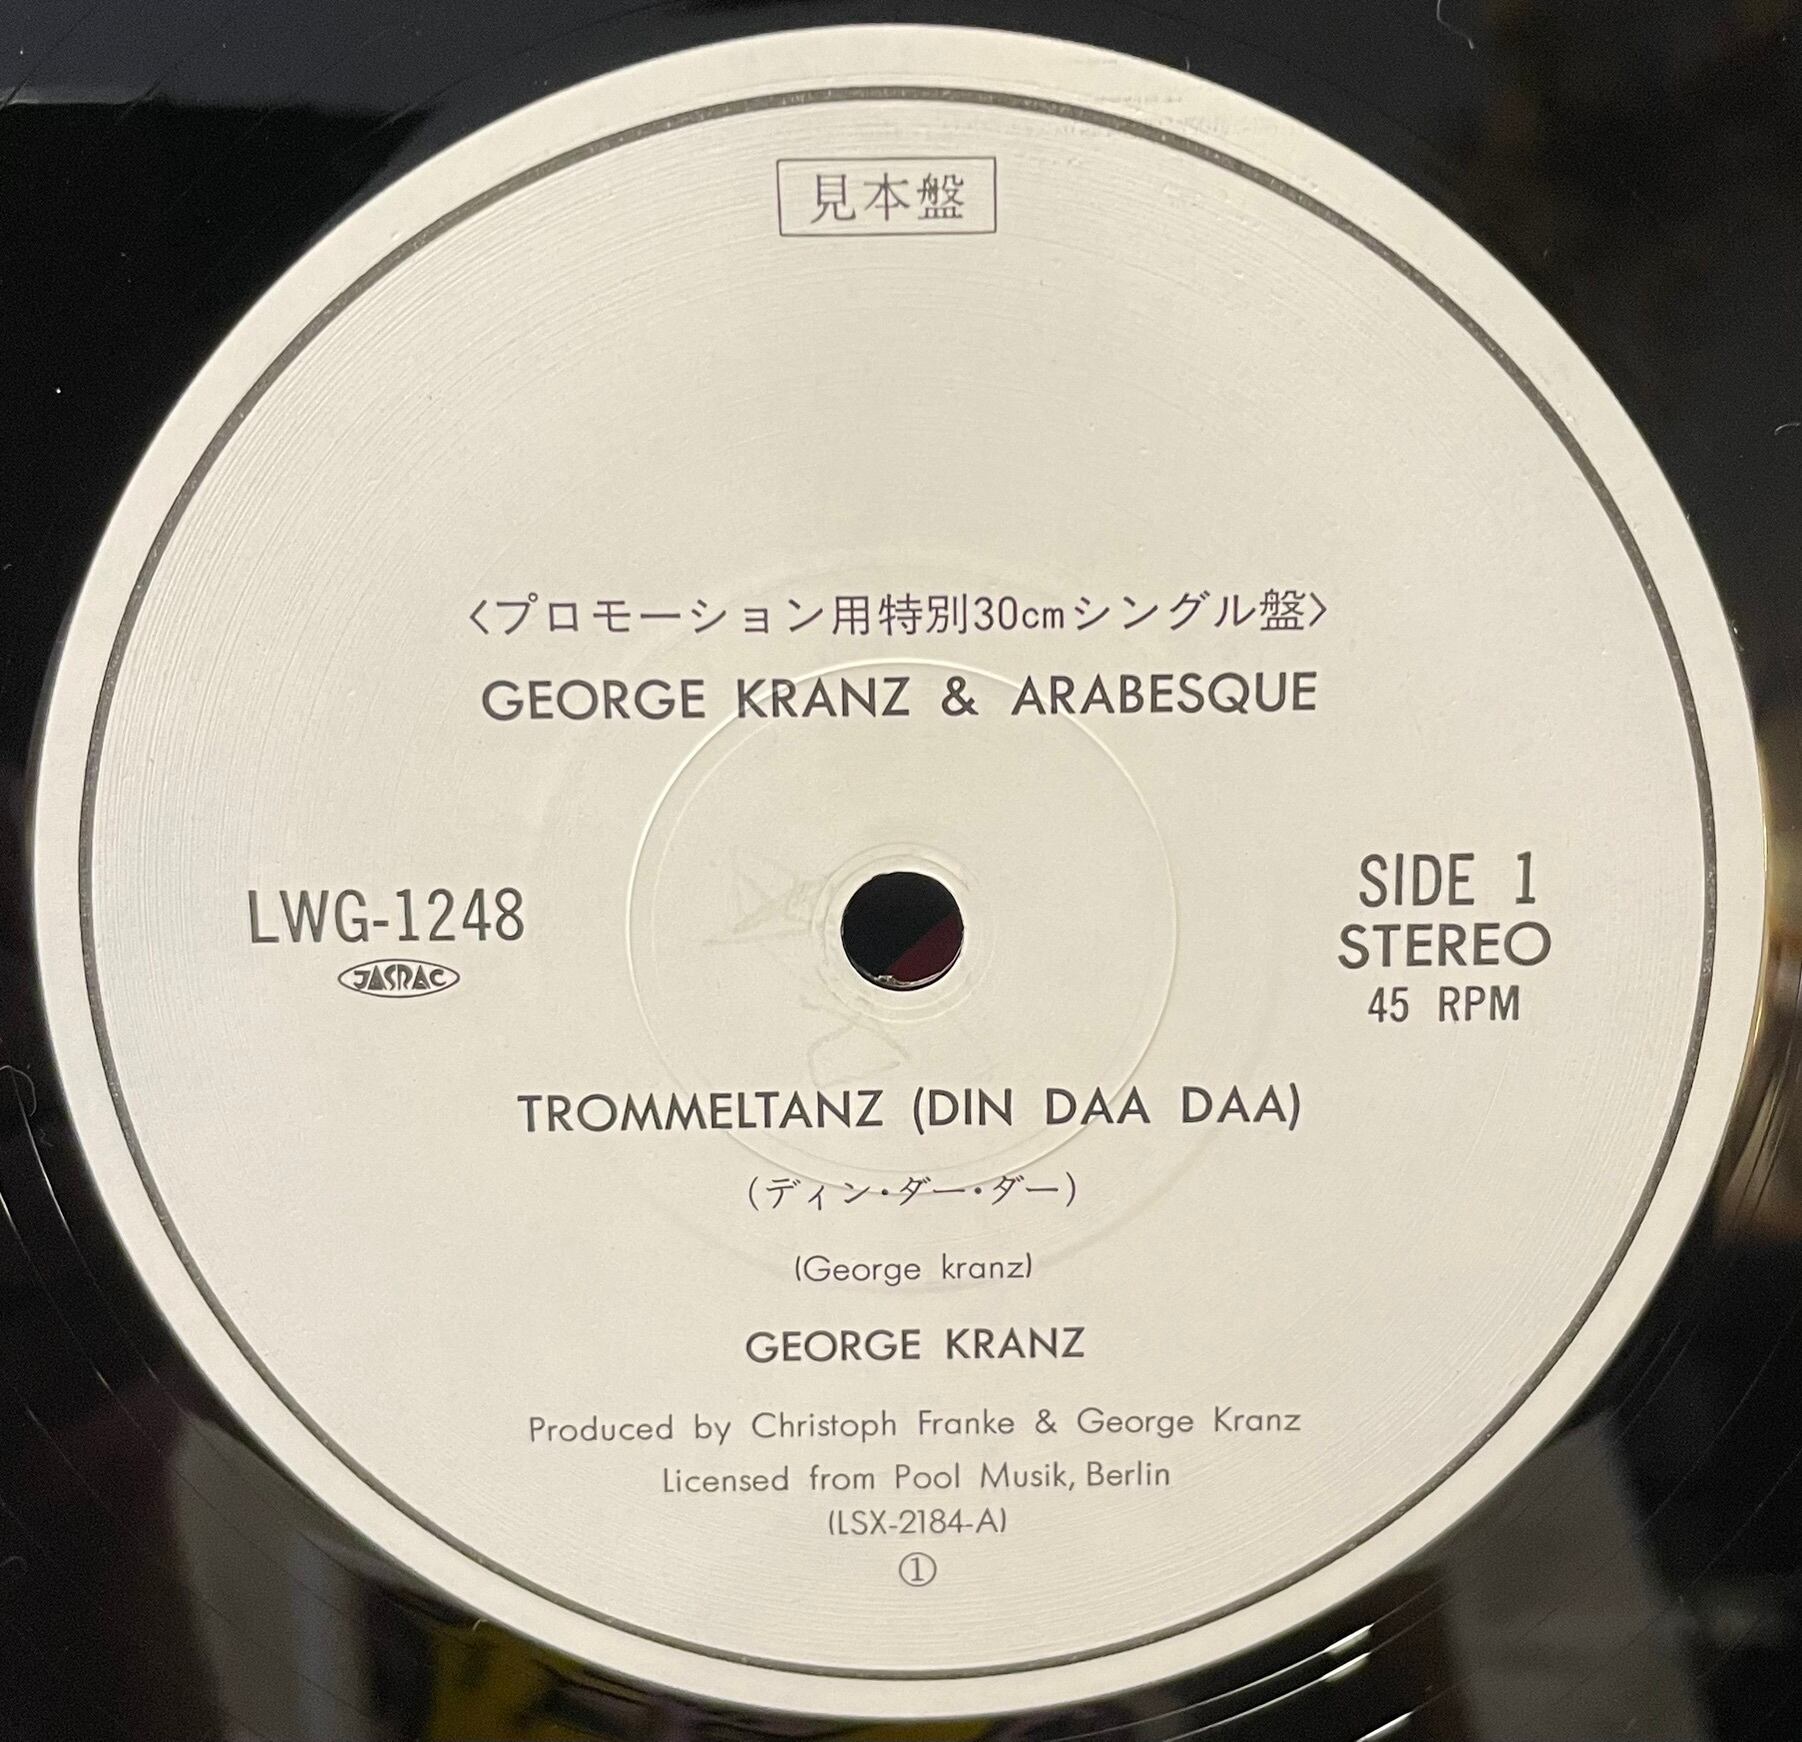 見本盤
〈プロモーション用特別30cmシングル盤〉
GEORGE KRANZ & ARABESQUE
LWG-1248
JASRAC
SIDE 1
STEREO
45 RPM
TROMMELTANZ (DIN DAA DAA)
(ディン・ダー・ダー)
(George kranz)
GEORGE KRANZ
Produced by Christoph Franke & George Kranz
Licensed from Pool Musik, Berlin
(LSX-2184-A)
①